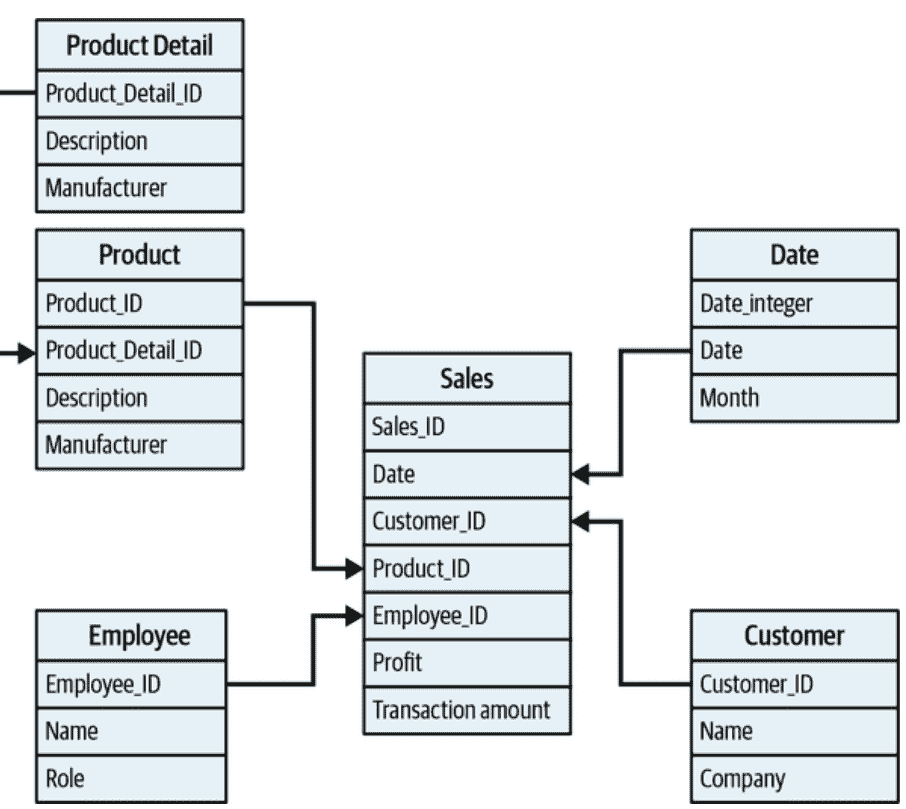 Product Detail
Product_Detail_ID
Description
Manufacturer
Product
Product_ID
Product_Detail_ID
Description
Manufacturer
Date
Date_integer
Date
Month
Sales
Sales_ID
Date
Customer_ID
Product_ID
Employee_ID
Profit
Transaction amount
Employee
Employee_ID
Name
Role
Customer
Customer_ID
Name
Company